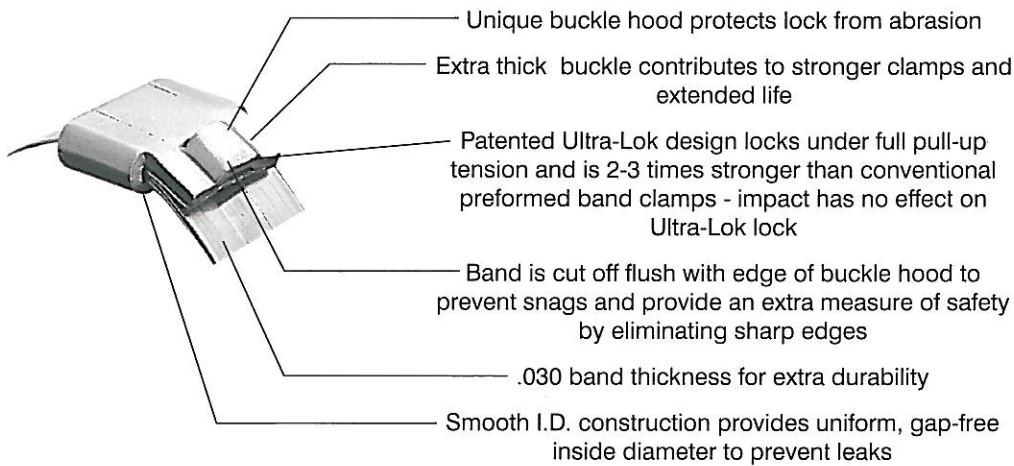 Unique buckle hood protects lock from abrasion
Extra thick buckle contributes to stronger clamps and
extended life
Patented Ultra-Lok design locks under full pull-up
tension and is 2-3 times stronger than conventional
preformed band clamps - impact has no effect on
Ultra-Lok lock
Band is cut off flush with edge of buckle hood to
prevent snags and provide an extra measure of safety
by eliminating sharp edges
.030 band thickness for extra durability
Smooth I.D. construction provides uniform, gap-free
inside diameter to prevent leaks